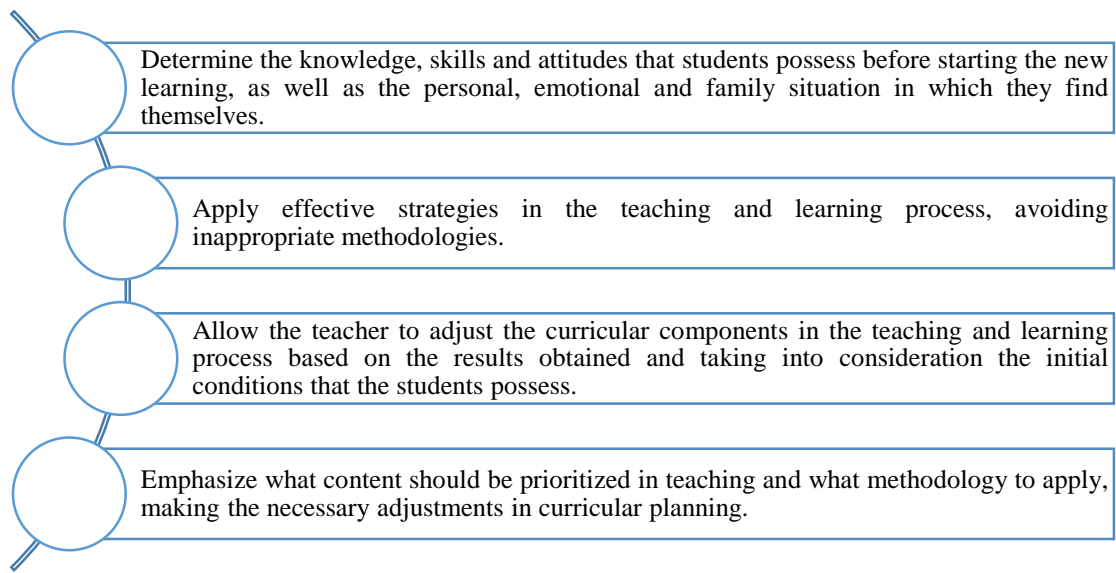 Determine the knowledge, skills and attitudes that students possess before starting the new
learning, as well as the personal, emotional and family situation in which they find
themselves.
Apply effective strategies in the teaching and learning process, avoiding
inappropriate methodologies.
Allow the teacher to adjust the curricular components in the teaching and learning
process based on the results obtained and taking into consideration the initial
conditions that the students possess.
Emphasize what content should be prioritized in teaching and what methodology to apply,
making the necessary adjustments in curricular planning.